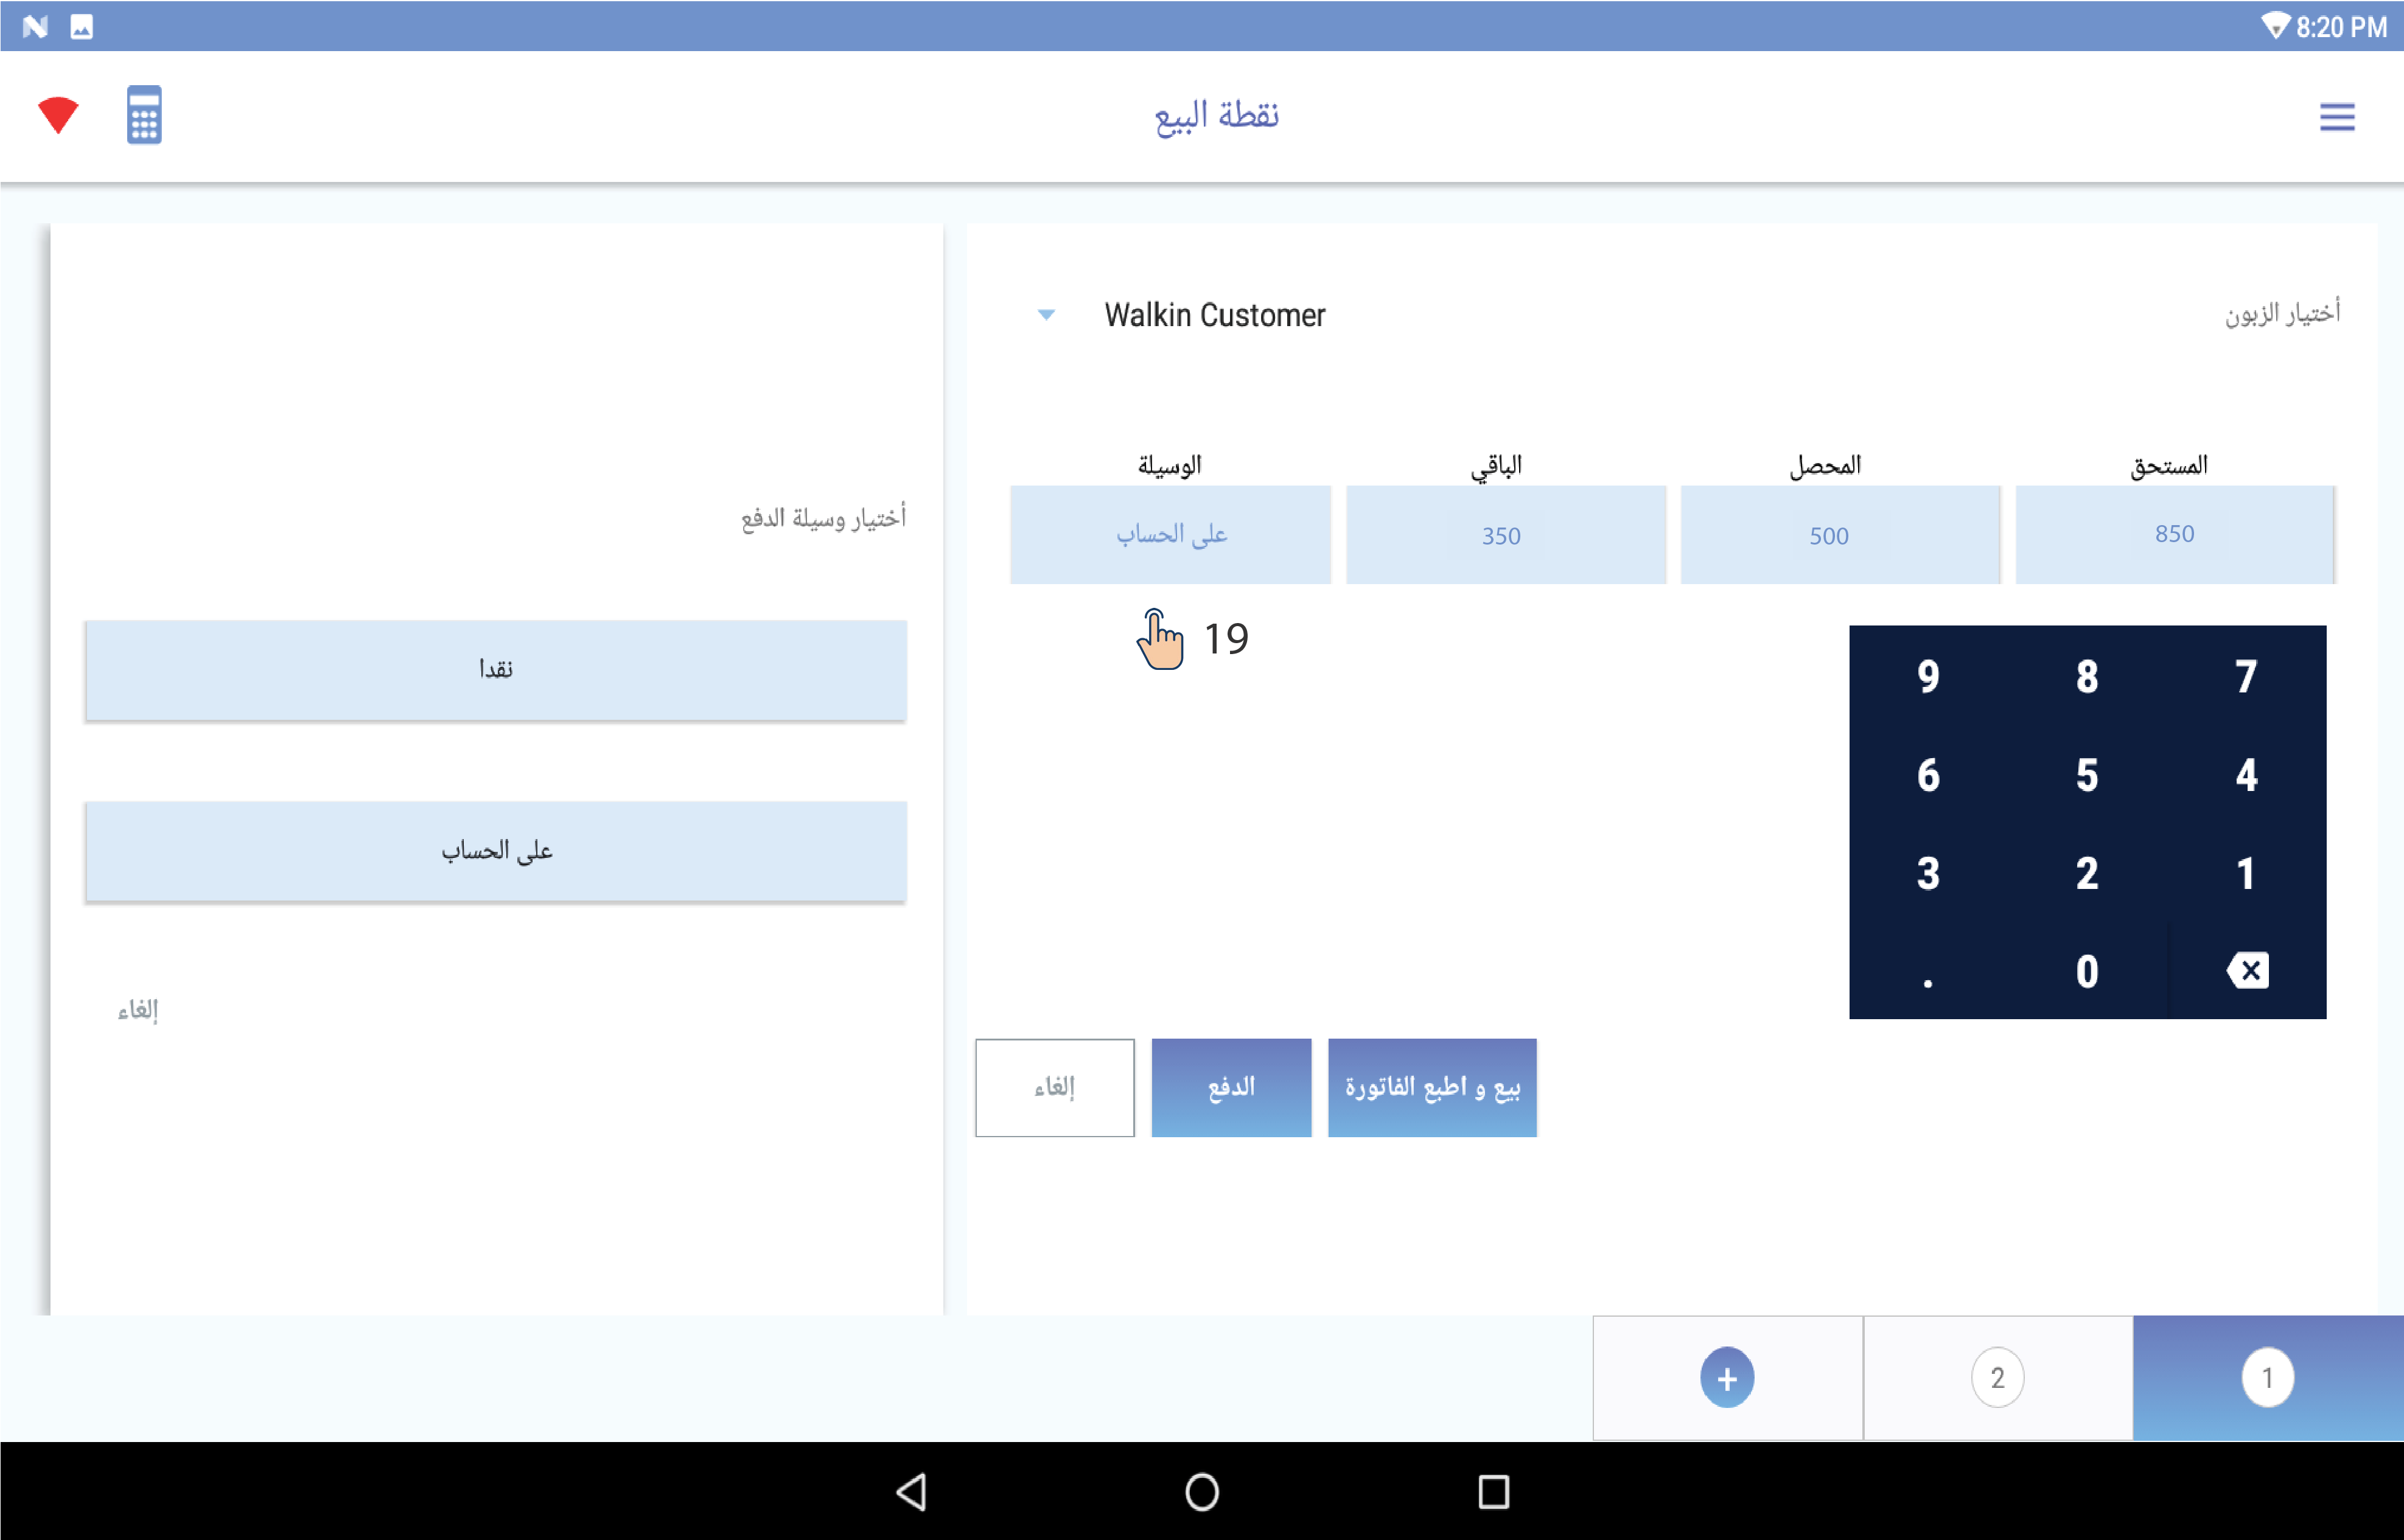 8:20 PM
نقطة البيع
أختيار الزبون
Walkin Customer
المستحق
المحصل
الباقي
الوسيلة
850
500
350
على الحساب
19
7 8 9
4 5 6
1 2 3
0 .
بيع و اطبع الفاتورة
الدفع
إلغاء
أختيار وسيلة الدفع
نقدا
على الحساب
إلغاء
1
2
+